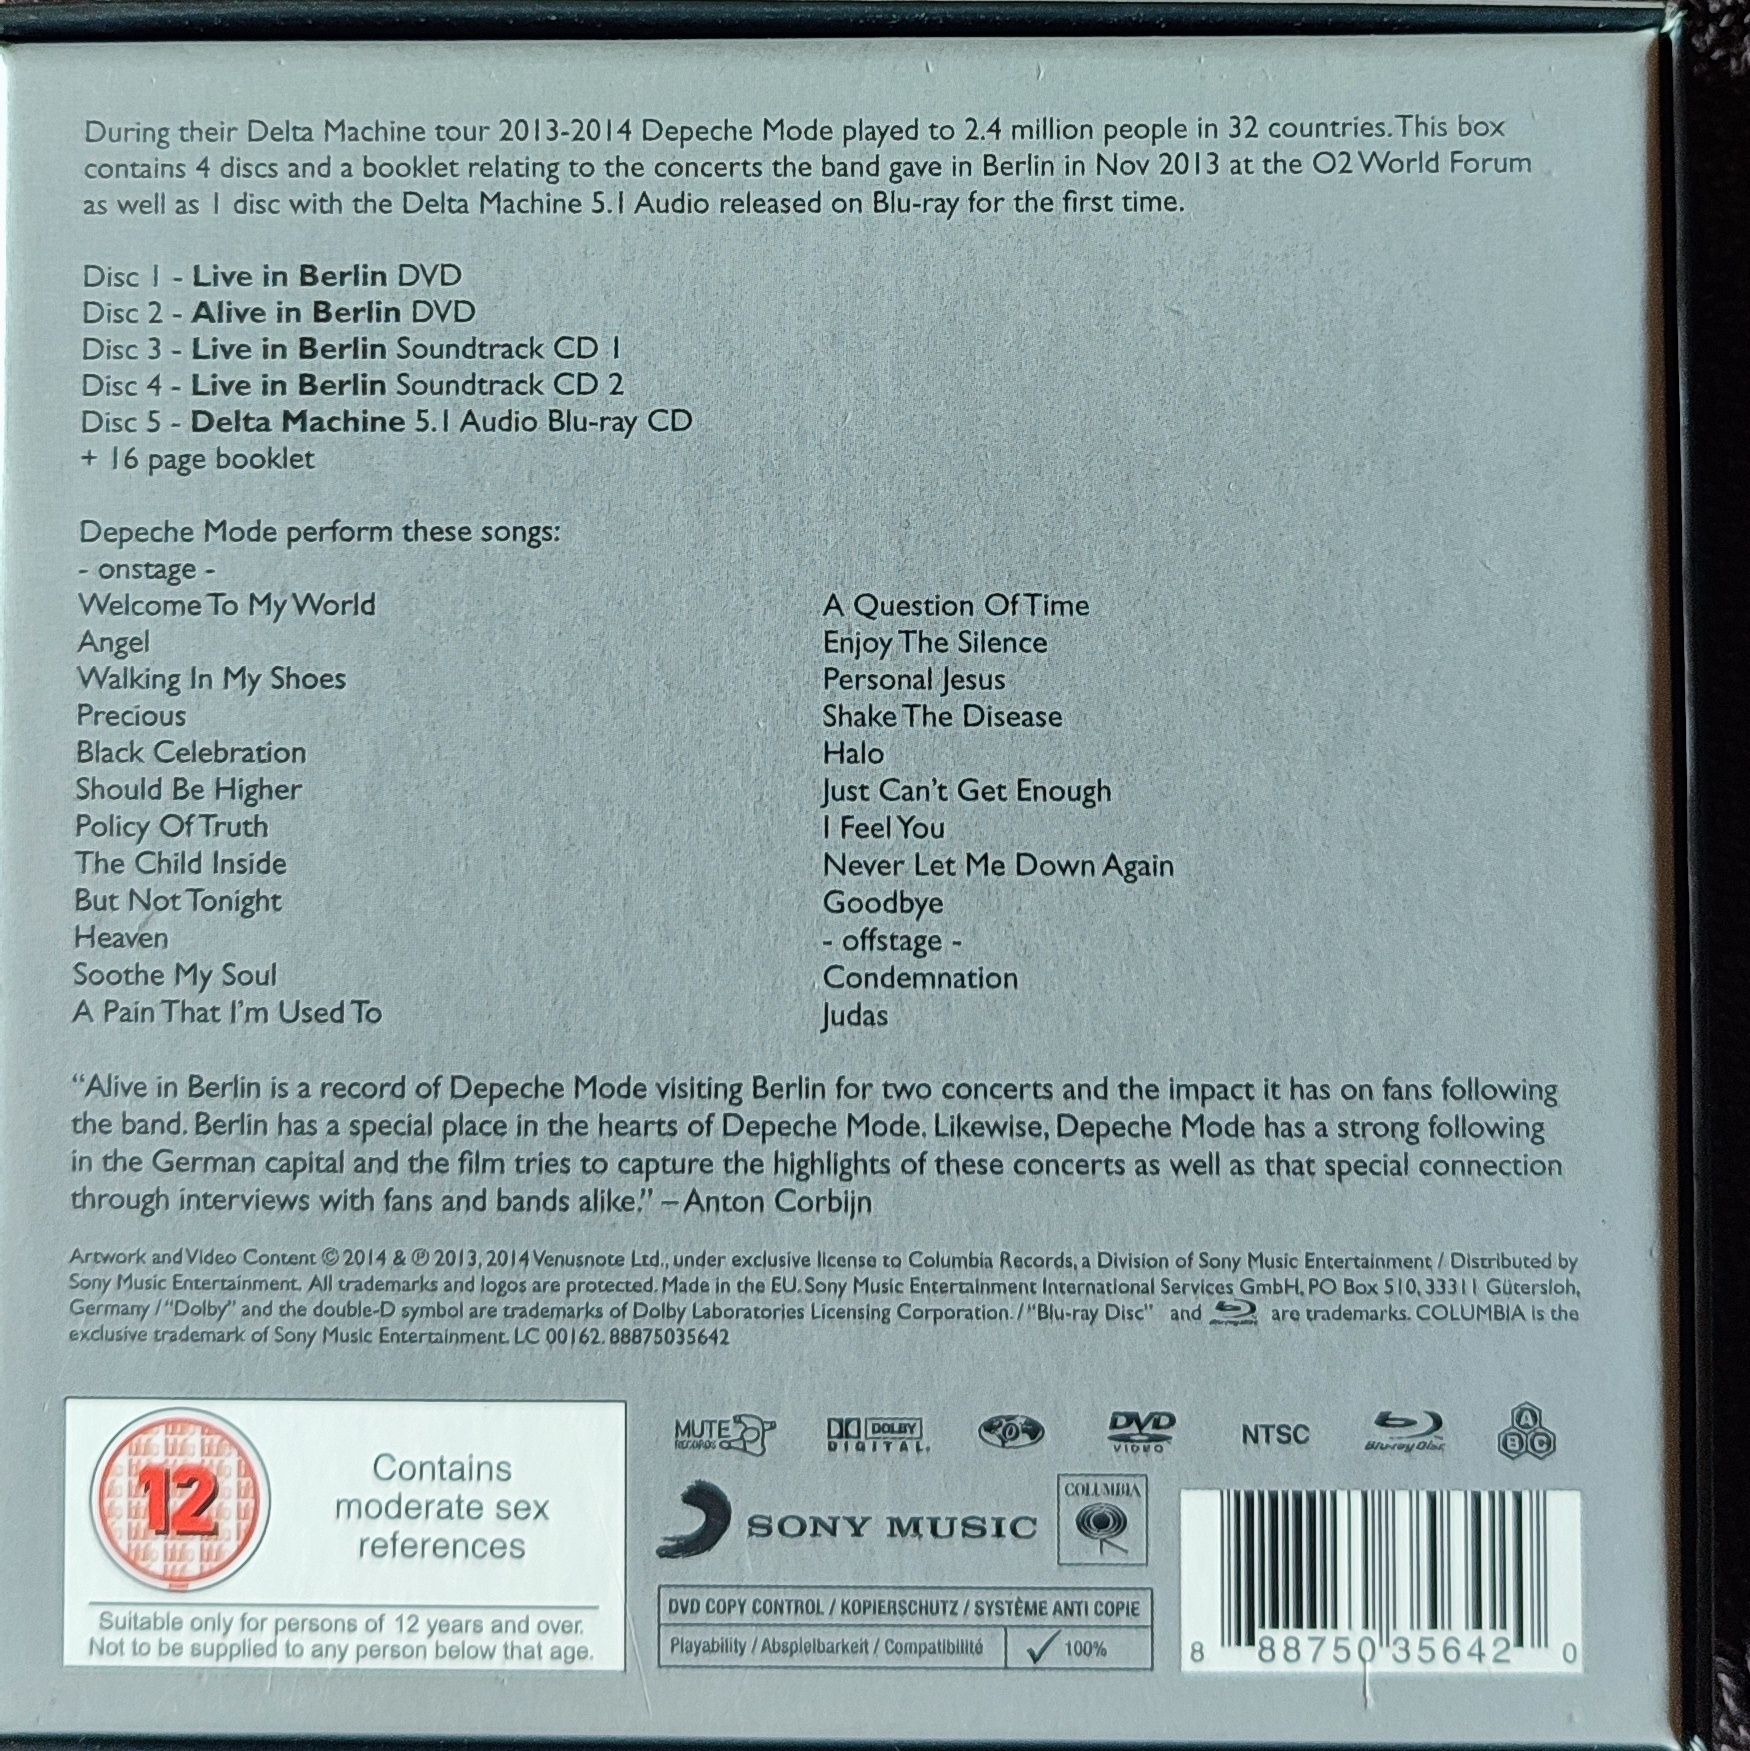 During their Delta Machine tour 2013-2014 Depeche Mode played to 2.4 million people in 32 countries. This box
contains 4 discs and a booklet relating to the concerts the band gave in Berlin in Nov 2013 at the O2 World Forum
as well as 1 disc with the Delta Machine 5.1 Audio released on Blu-ray for the first time.
Disc 1 - Live in Berlin DVD
Disc 2 - Alive in Berlin DVD
Disc 3 - Live in Berlin Soundtrack CD 1
Disc 4 - Live in Berlin Soundtrack CD 2
Disc 5 - Delta Machine 5.1 Audio Blu-ray CD
+ 16 page booklet
Depeche Mode perform these songs:
- onstage -
Welcome To My World
Angel
Walking In My Shoes
Precious
Black Celebration
Should Be Higher
Policy Of Truth
The Child Inside
But Not Tonight
Heaven
Soothe My Soul
A Pain That I'm Used To
A Question Of Time
Enjoy The Silence
Personal Jesus
Shake The Disease
Halo
Just Can't Get Enough
I Feel You
Never Let Me Down Again
Goodbye
- offstage -
Condemnation
Judas
“Alive in Berlin is a record of Depeche Mode visiting Berlin for two concerts and the impact it has on fans following
the band. Berlin has a special place in the hearts of Depeche Mode. Likewise, Depeche Mode has a strong following
in the German capital and the film tries to capture the highlights of these concerts as well as that special connection
through interviews with fans and bands alike.” – Anton Corbijn
Artwork and Video Content © 2014 & ℗ 2013, 2014 Venusnote Ltd., under exclusive license to Columbia Records, a Division of Sony Music Entertainment / Distributed by
Sony Music Entertainment. All trademarks and logos are protected. Made in the EU. Sony Music Entertainment International Services GmbH, PO Box 510, 33311 Gütersloh,
Germany / “Dolby” and the double-D symbol are trademarks of Dolby Laboratories Licensing Corporation. / “Blu-ray Disc” and are trademarks. COLUMBIA is the
exclusive trademark of Sony Music Entertainment. LC 00162. 88875035642
12
Contains
moderate sex
references
Suitable only for persons of 12 years and over.
Not to be supplied to any person below that age.
MUTE RECORDS
DOLBY DIGITAL
0
DVD VIDEO
NTSC
Blu-ray Disc
A B C
SONY MUSIC
COLUMBIA
DVD COPY CONTROL / KOPIERSCHUTZ / SYSTÈME ANTI COPIE
Playability / Abspielbarkeit / Compatibilité 100%
8 88750 35642 0